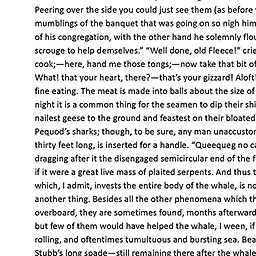 Peering over the side you could just see them (as before
mumblings of the banquet that was going on so nigh him
of his congregation, with the other hand he solemnly flou
scrouge to help demselves.” “Well done, old Fleece!” crie
cook;—here, hand me those tongs;—now take that bit of
What! that your heart, there?—that’s your gizzard! Aloft!
fine eating. The meat is made into balls about the size of
night it is a common thing for the seamen to dip their shi
nailest geese to the ground and feastest on their bloated
Pequod’s sharks; though, to be sure, any man unaccustom
thirty feet long, is inserted for a handle. “Queequeg no ca
dragging after it the disengaged semicircular end of the f
if it were a great live mass of plaited serpents. And thus t
which, I admit, invests the entire body of the whale, is no
another thing. Besides all the other phenomena which th
overboard, they are sometimes found, months afterward
but few of them would have helped the whale, I ween, if
rolling, and oftentimes tumultuous and bursting sea. Bea
Stubb’s long spade—still remaining there after the whale